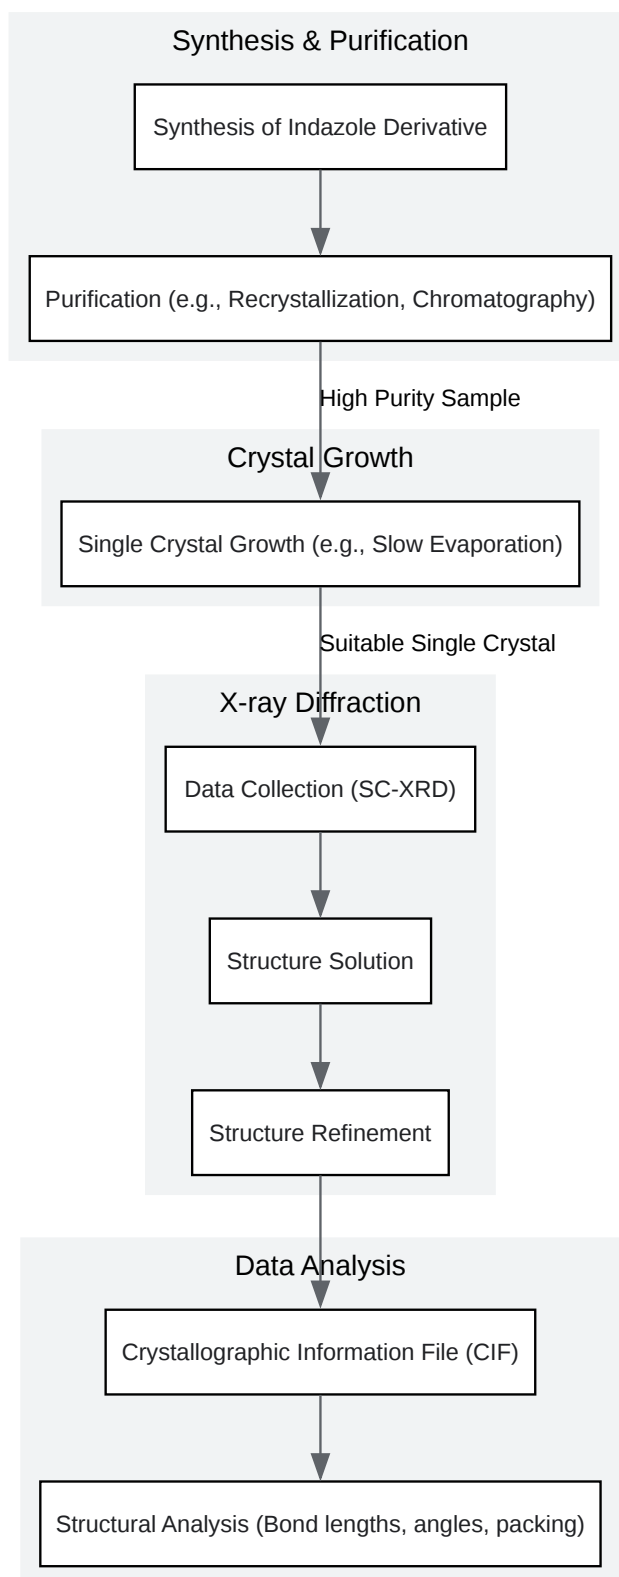 Synthesis & Purification
Synthesis of Indazole Derivative
Purification (e.g., Recrystallization, Chromatography)
High Purity Sample
Crystal Growth
Single Crystal Growth (e.g., Slow Evaporation)
Suitable Single Crystal
X-ray Diffraction
Data Collection (SC-XRD)
Structure Solution
Structure Refinement
Data Analysis
Crystallographic Information File (CIF)
Structural Analysis (Bond lengths, angles, packing)